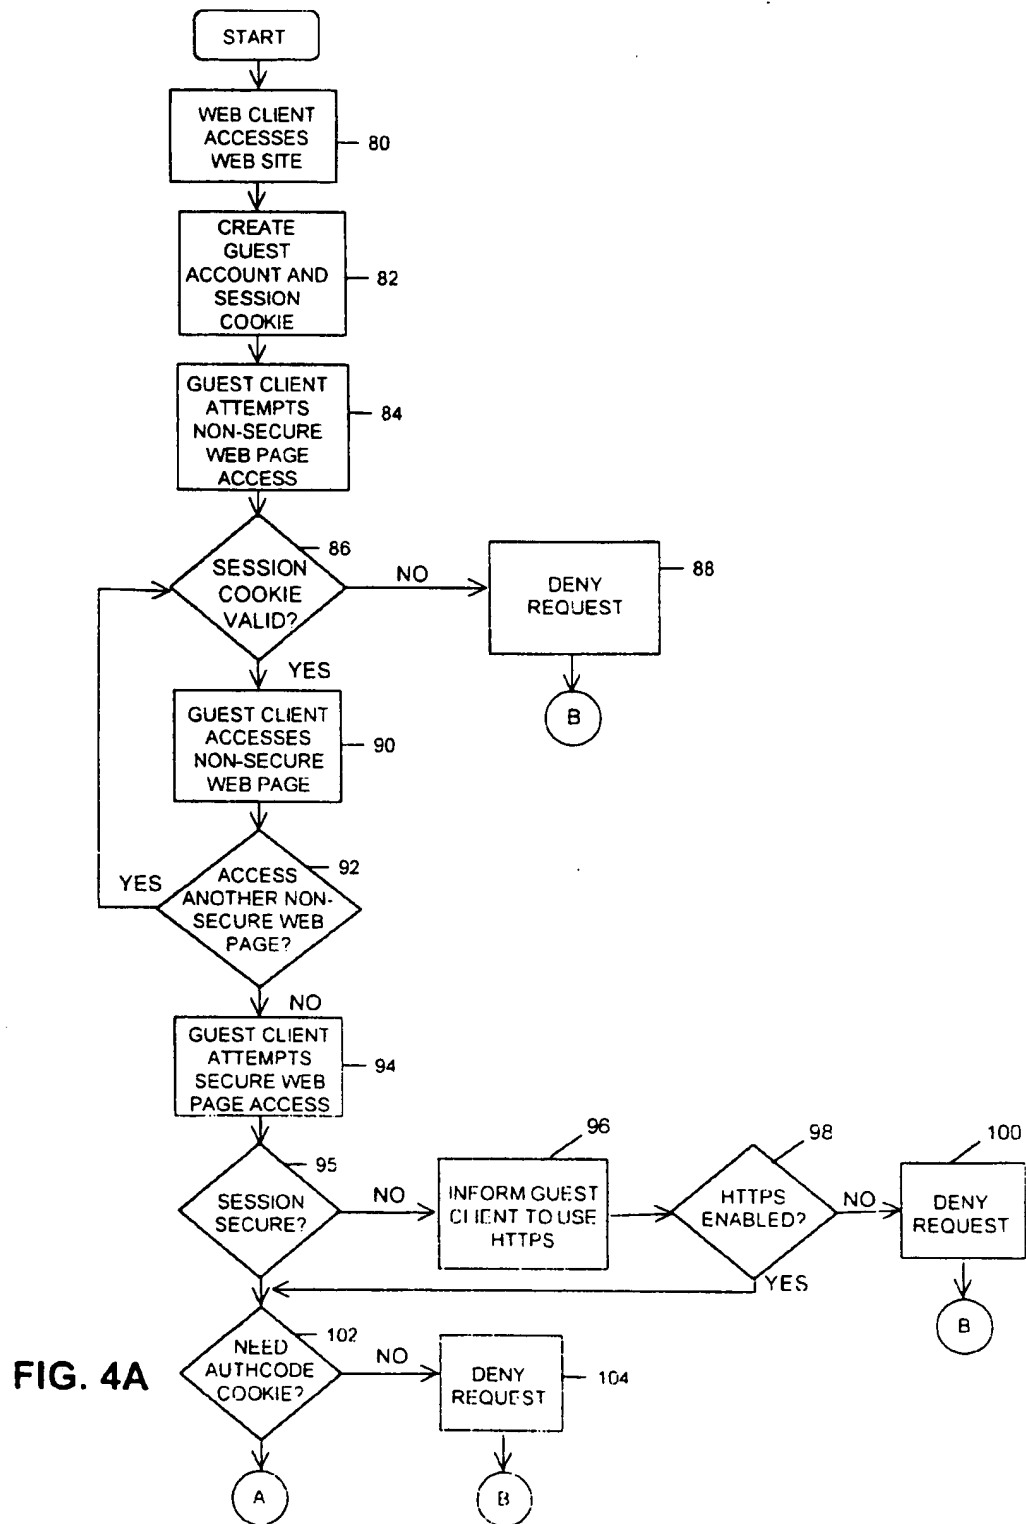 START
WEB CLIENT
ACCESSES
WEB SITE
80
CREATE
GUEST
ACCOUNT AND
SESSION
COOKIE
82
GUEST CLIENT
ATTEMPTS
NON-SECURE
WEB PAGE
ACCESS
84
86
SESSION
COOKIE
VALID?
NO
DENY
REQUEST
88
YES
B
GUEST CLIENT
ACCESSES
NON-SECURE
WEB PAGE
90
92
YES
ACCESS
ANOTHER NON-
SECURE WEB
PAGE?
NO
GUEST CLIENT
ATTEMPTS
SECURE WEB
PAGE ACCESS
94
95
SESSION
SECURE?
NO
96
INFORM GUEST
CLIENT TO USE
HTTPS
98
HTTPS
ENABLED?
NO
100
DENY
REQUEST
YES
B
102
NEED
AUTHCODE
COOKIE?
NO
DENY
REQUEST
104
FIG. 4A
A
B